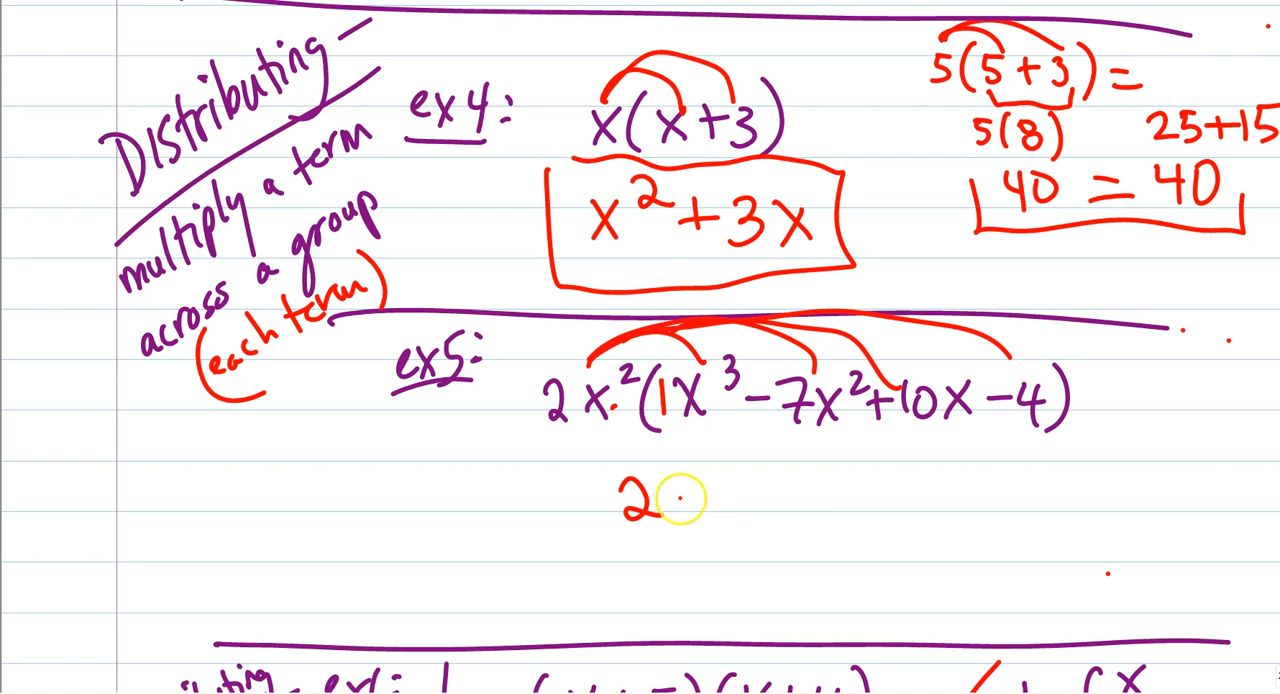 Distributing -
multiply a term
across a group
(each term)
ex4: x(x+3)
x² + 3x
5(5+3) =
5(8) 25+15
40 = 40
ex5: 2x²(1x³ - 7x² + 10x - 4)
2